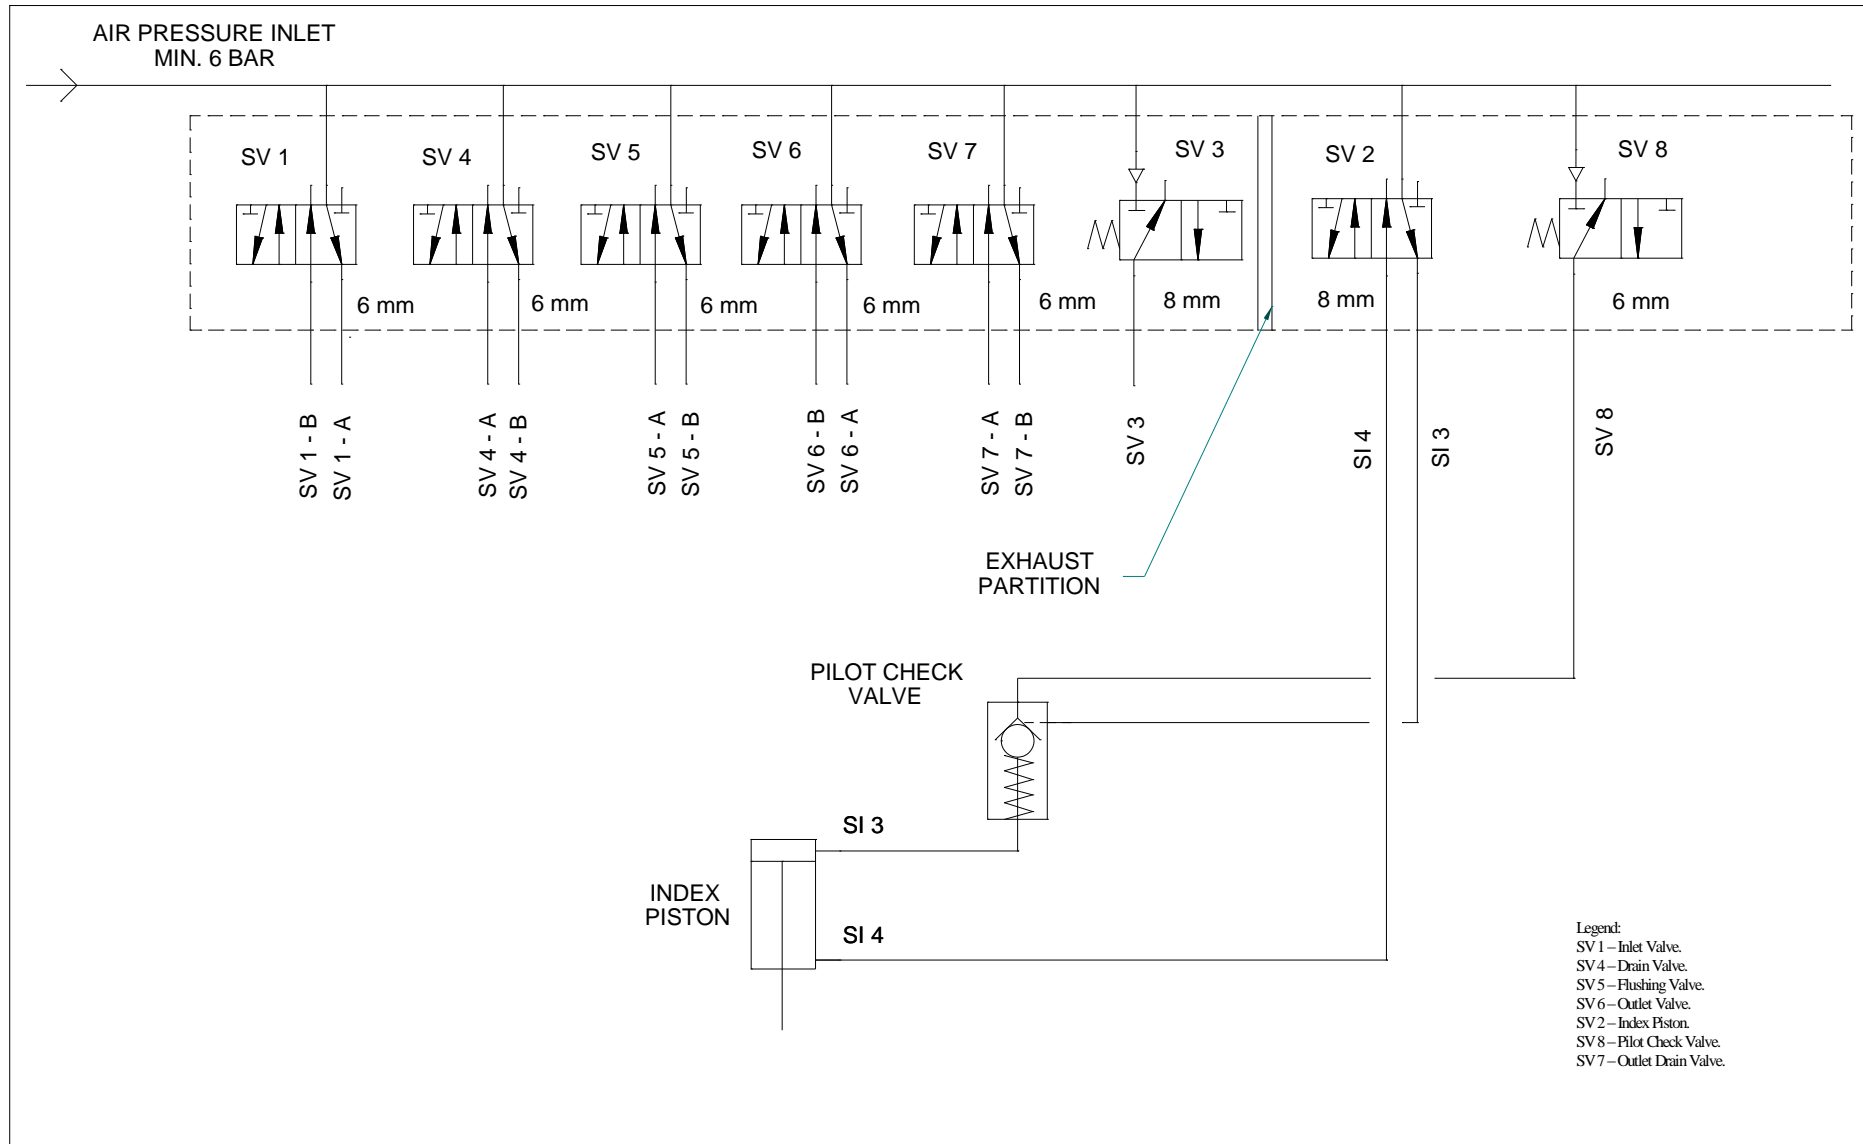 AIR PRESSURE INLET
MIN. 6 BAR
SV 1
SV 4
SV 5
SV 6
SV 7
SV 3
SV 2
SV 8
6 mm
6 mm
6 mm
6 mm
6 mm
8 mm
8 mm
6 mm
SV 1 - B
SV 1 - A
SV 4 - A
SV 4 - B
SV 5 - A
SV 5 - B
SV 6 - B
SV 6 - A
SV 7 - A
SV 7 - B
SV 3
SI 4
SI 3
SV 8
EXHAUST
PARTITION
PILOT CHECK
VALVE
SI 3
INDEX
PISTON
SI 4
Legend:
SV 1 – Inlet Valve.
SV 4 – Drain Valve.
SV 5 – Flushing Valve.
SV 6 – Outlet Valve.
SV 2 – Index Piston.
SV 8 – Pilot Check Valve.
SV 7 – Outlet Drain Valve.